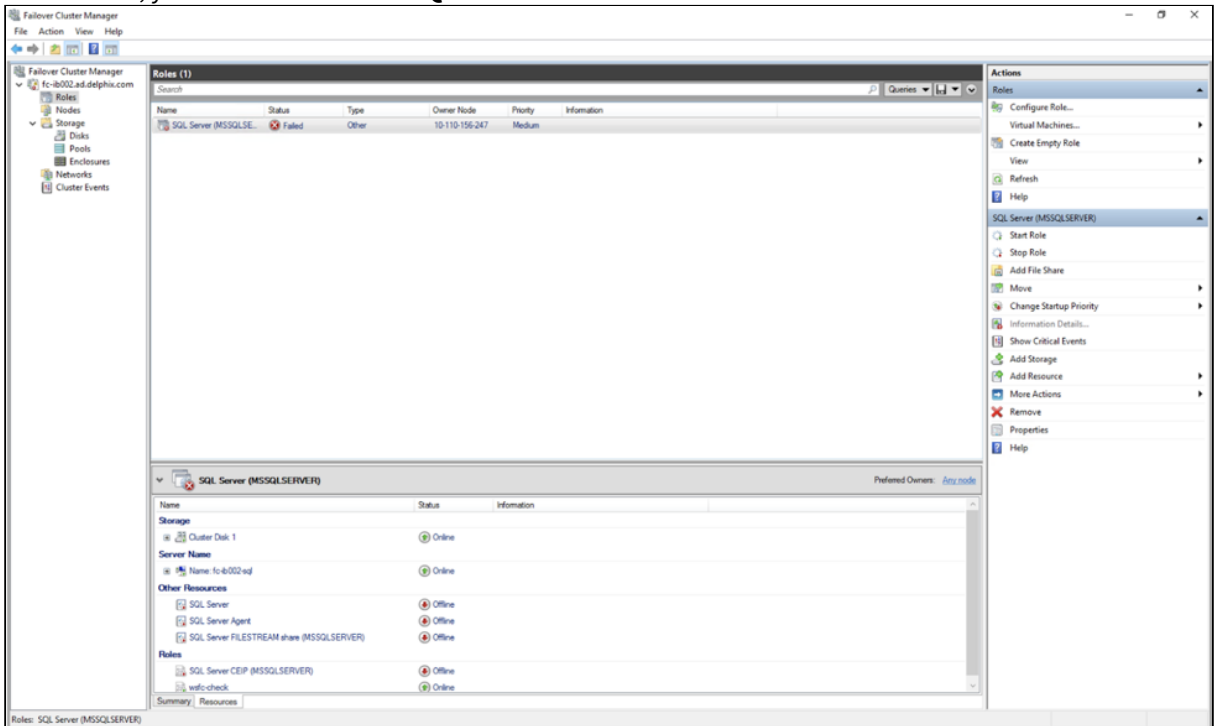 Failover Cluster Manager
File Action View Help
Failover Cluster Manager
fc-ib002.ad.delphix.com
Roles
Nodes
Storage
Disks
Pools
Enclosures
Networks
Cluster Events
Roles (1)
Search
Queries
Name Status Type Owner Node Priority Information
SQL Server (MSSQLSE... Failed Other 10-110-156-247 Medium
SQL Server (MSSQLSERVER)
Preferred Owners: Any node
Name Status Information
Storage
Cluster Disk 1 Online
Server Name
Name: fc-ib002-sql Online
Other Resources
SQL Server Offline
SQL Server Agent Offline
SQL Server FILESTREAM share (MSSQLSERVER) Offline
Roles
SQL Server CEIP (MSSQLSERVER) Offline
wsfc-check Online
Summary Resources
Actions
Roles
Configure Role...
Virtual Machines...
Create Empty Role
View
Refresh
Help
SQL Server (MSSQLSERVER)
Start Role
Stop Role
Add File Share
Move
Change Startup Priority
Information Details...
Show Critical Events
Add Storage
Add Resource
More Actions
Remove
Properties
Help
Roles: SQL Server (MSSQLSERVER)